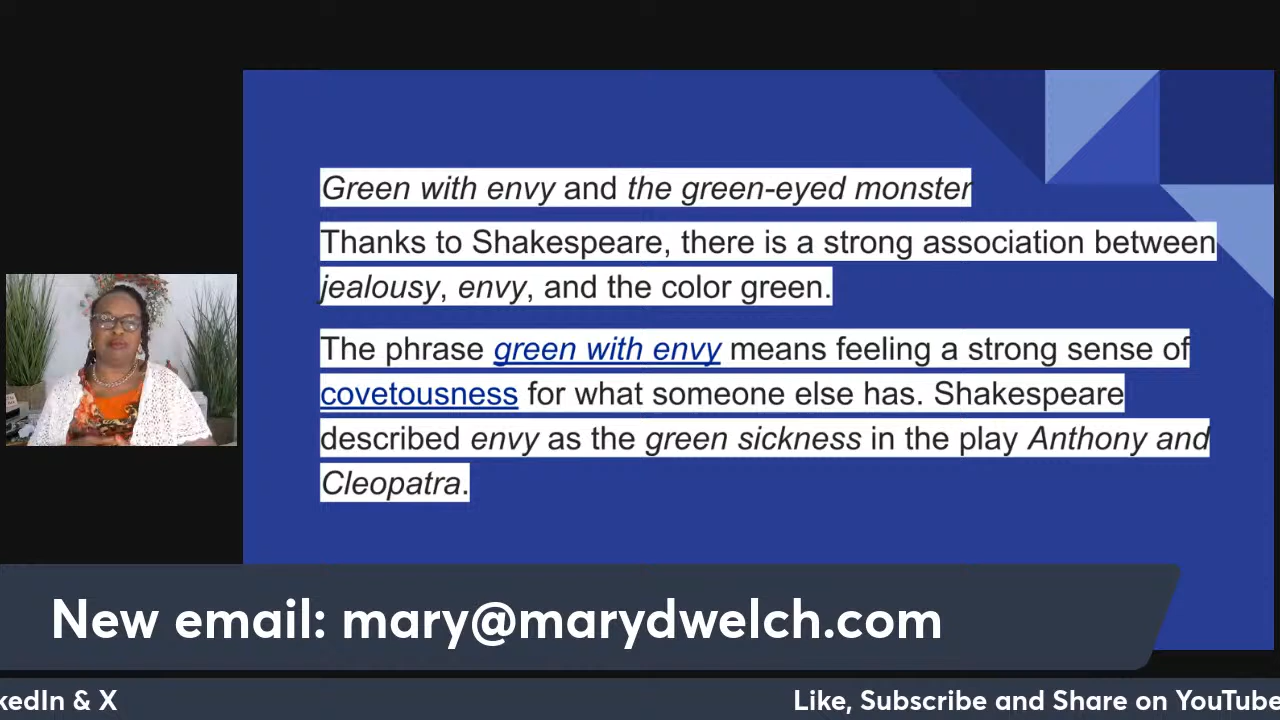 Green with envy and the green-eyed monster
Thanks to Shakespeare, there is a strong association between
jealousy, envy, and the color green.
The phrase green with envy means feeling a strong sense of
covetousness for what someone else has. Shakespeare
described envy as the green sickness in the play Anthony and
Cleopatra.
New email: mary@marydwelch.com
kedIn & X
Like, Subscribe and Share on YouTube